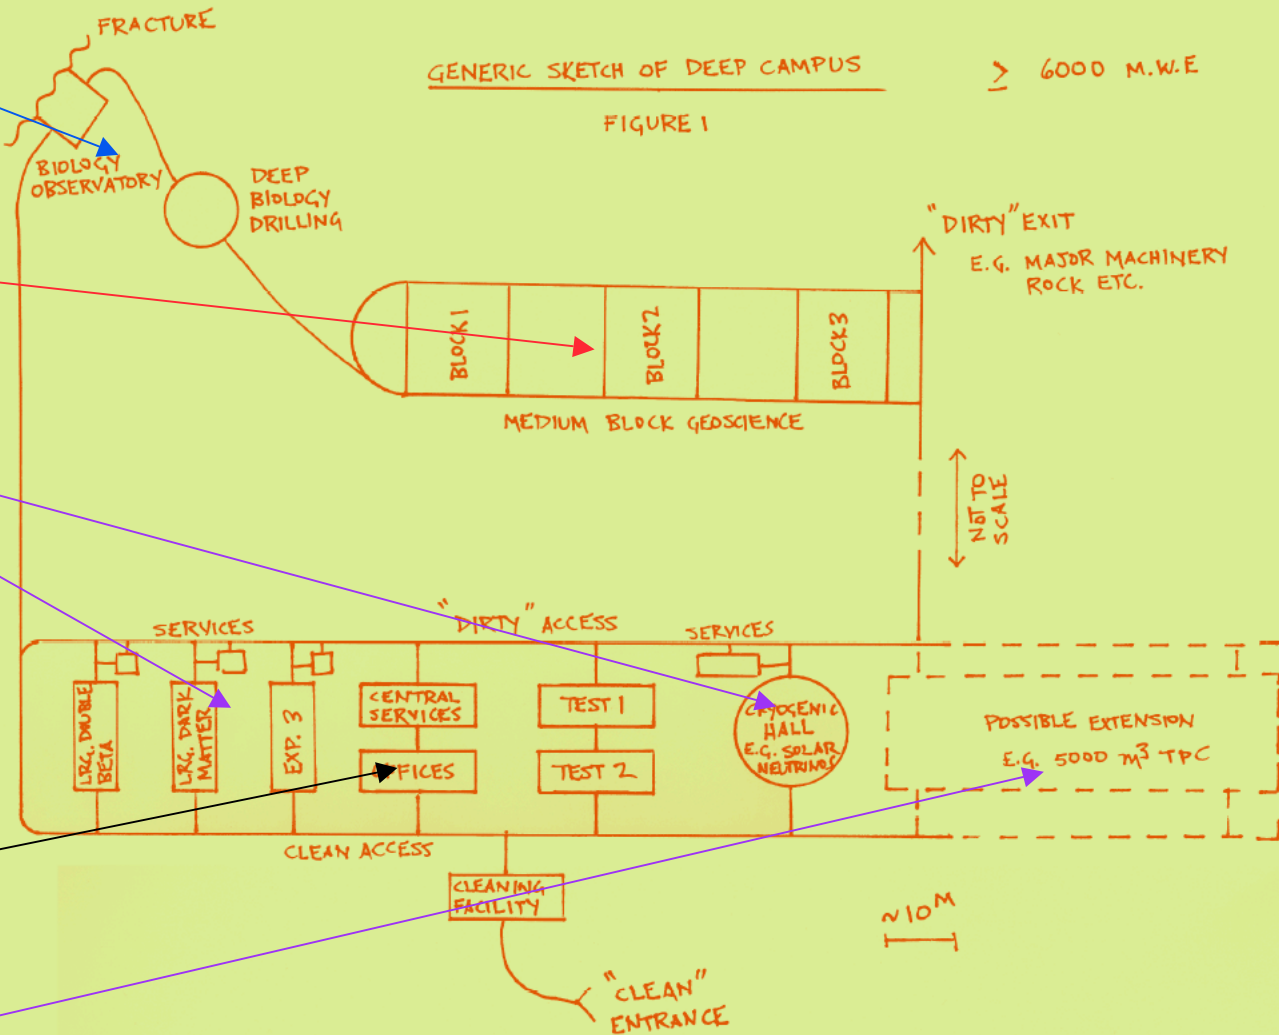 FRACTURE
GENERIC SKETCH OF DEEP CAMPUS
≥ 6000 M.W.E
FIGURE 1
BIOLOGY
OBSERVATORY
DEEP
BIOLOGY
DRILLING
"DIRTY" EXIT
E.G. MAJOR MACHINERY
ROCK ETC.
BLOCK 1
BLOCK 2
BLOCK 3
MEDIUM BLOCK GEOSCIENCE
NOT TO
SCALE
"DIRTY" ACCESS
SERVICES
SERVICES
LRG. DOUBLE
BETA
LRG. DARK
MATTER
EXP. 3
CENTRAL
SERVICES
OFFICES
TEST 1
TEST 2
CRYOGENIC
HALL
E.G. SOLAR
NEUTRINOS
POSSIBLE EXTENSION
E.G. 5000 m³ TPC
CLEAN ACCESS
CLEANING
FACILITY
~10 M
"CLEAN"
ENTRANCE